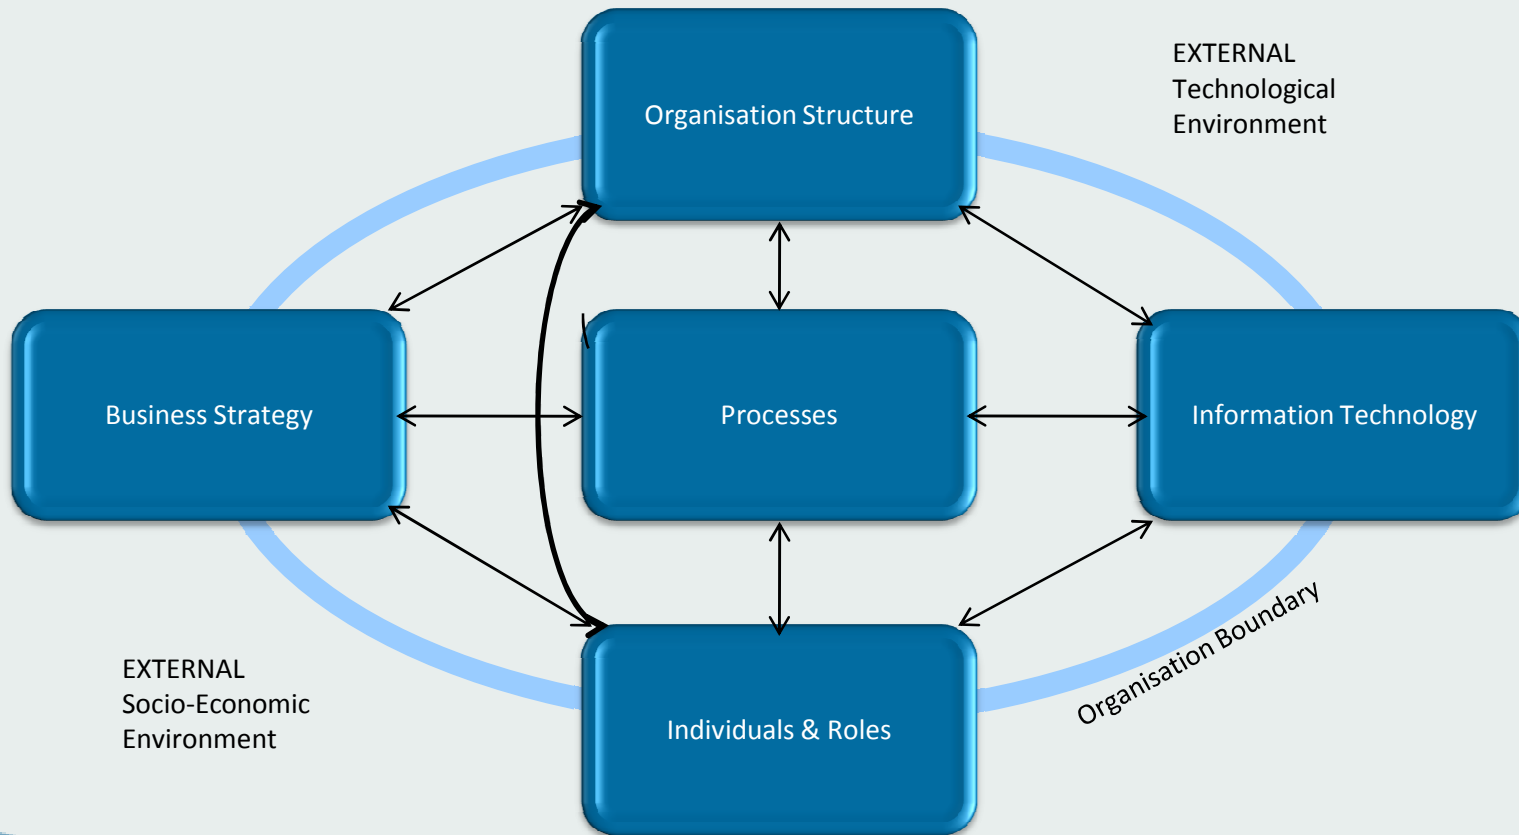 Organisation Structure
EXTERNAL
Technological
Environment
Business Strategy
Processes
Information Technology
EXTERNAL
Socio-Economic
Environment
Individuals & Roles
Organisation Boundary